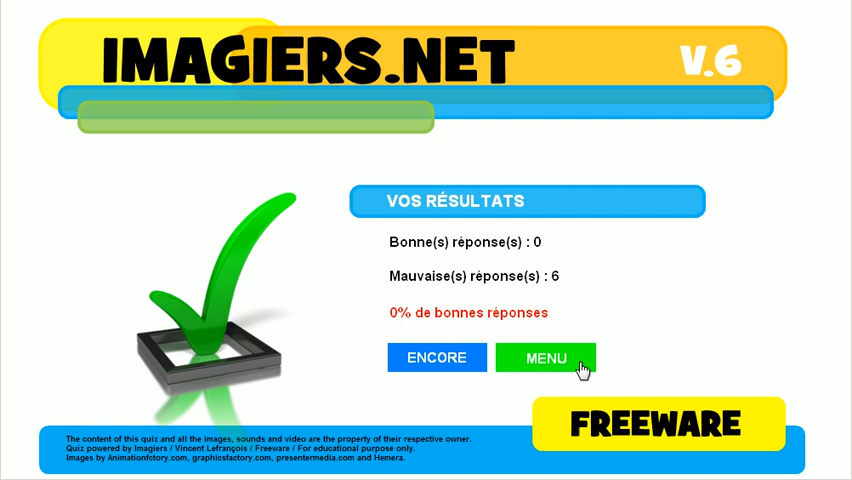 IMAGIERS.NET
V.6
VOS RÉSULTATS
Bonne(s) réponse(s) : 0
Mauvaise(s) réponse(s) : 6
0% de bonnes réponses
ENCORE
MENU
FREEWARE
The content of this quiz and all the images, sounds and video are the property of their respective owner.
Quiz powered by Imagiers / Vincent Lefrançois / Freeware / For educational purpose only.
Images by Animationfctory.com, graphicsfactory.com, presentermedia.com and Hemera.